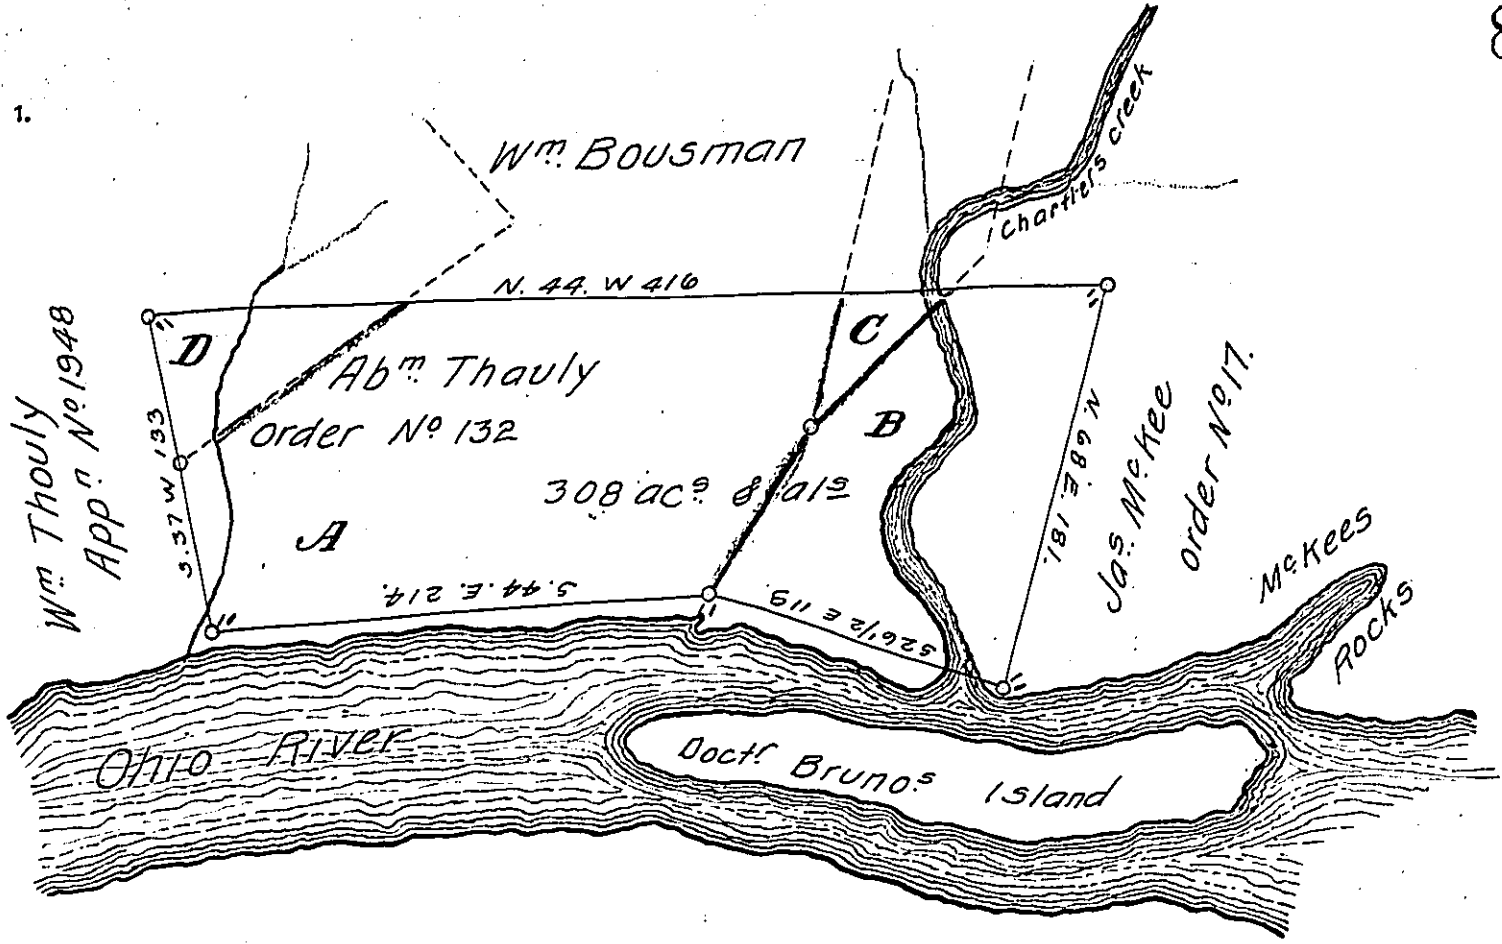 1.
8
Wᵐ. Bousman
Chartiers creek
N. 44. W 416
D
C
Wᵐ Thouly
Appⁿ. Nº 1948
Abᵐ. Thauly
order Nº 132
B
S. 37 W 133
308 acˢ. & alˢ
A
N. 68 E. 181.
Jaˢ. McKee
order Nº 17.
S. 44. E. 214.
S 26 1/2 E 119
McKees
Rocks
Ohio River
Doctʳ. Brunoˢ. Island